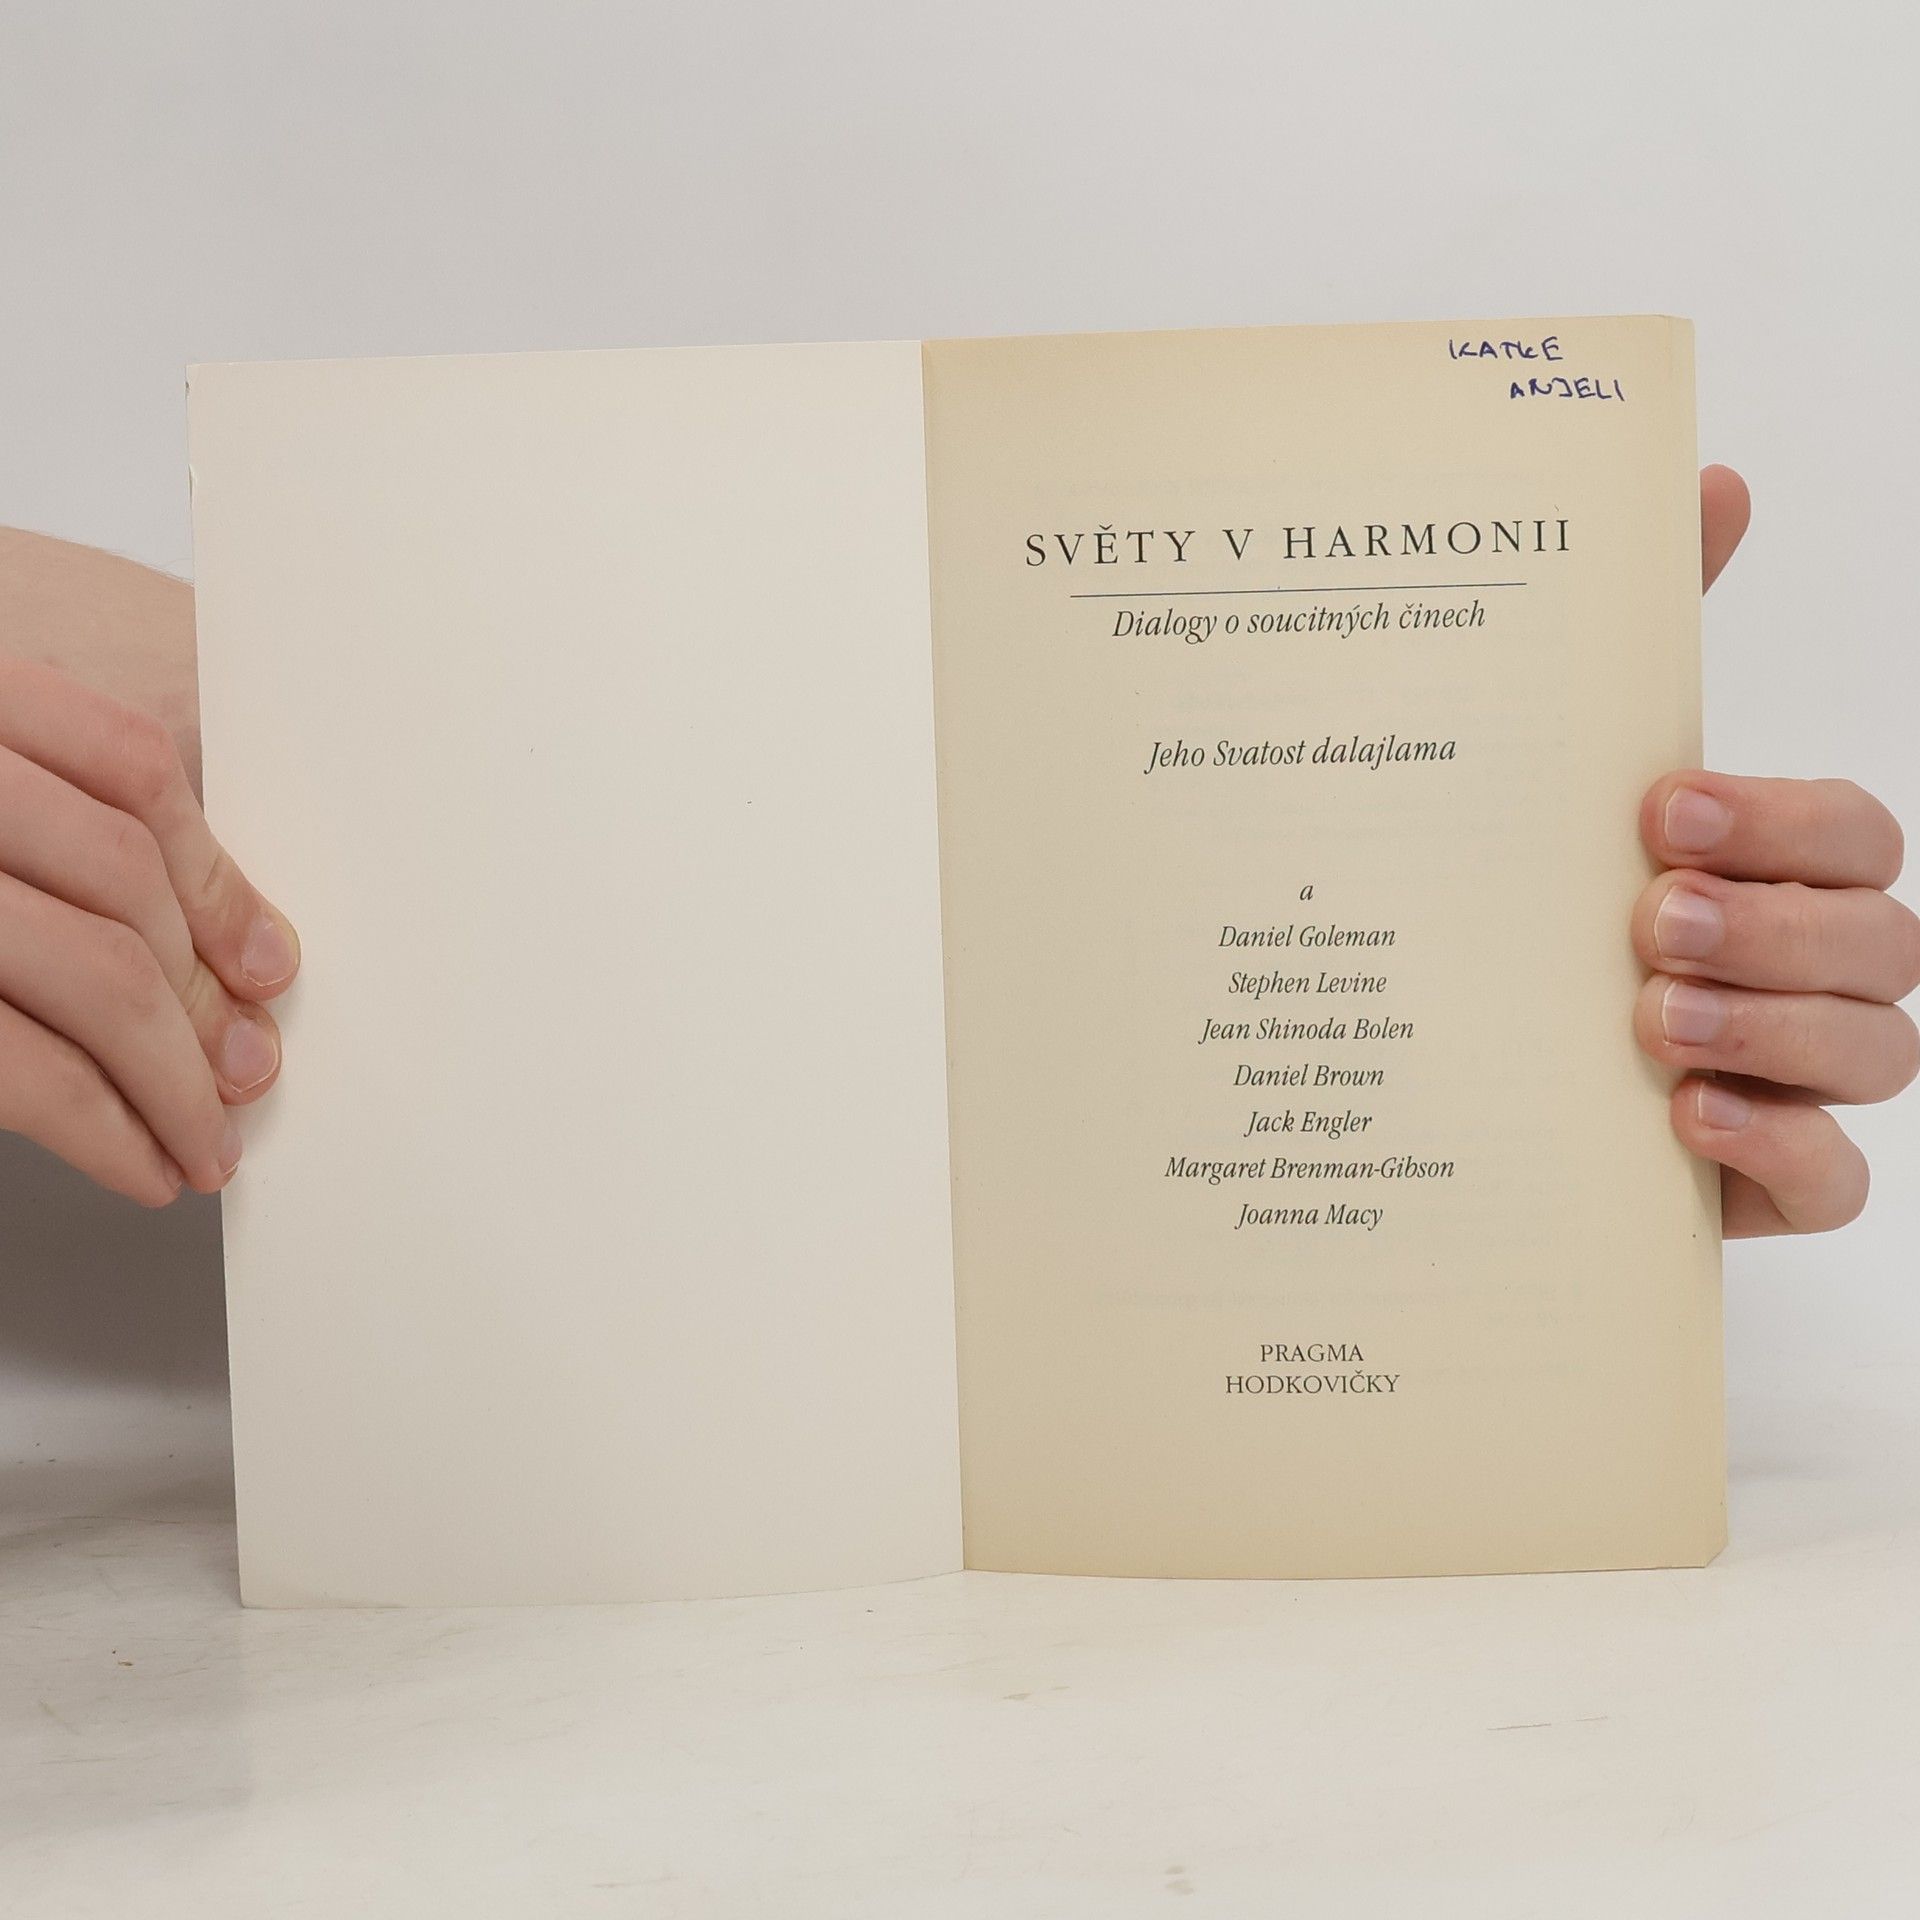 KATKE
ANJELI
SVĚTY V HARMONII
Dialogy o soucitných činech
Jeho Svatost dalajlama
a
Daniel Goleman
Stephen Levine
Jean Shinoda Bolen
Daniel Brown
Jack Engler
Margaret Brenman-Gibson
Joanna Macy
PRAGMA
HODKOVIČKY